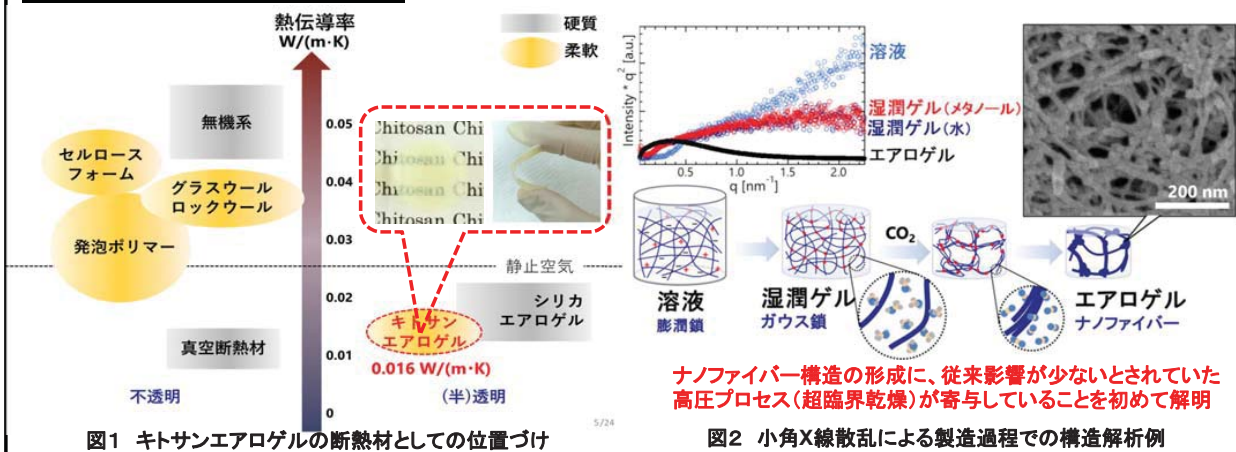 熱伝導率
W/(m·K)
硬質
柔軟
無機系
0.05
セルロース
フォーム
グラスウール
ロックウール
0.04
発泡ポリマー
0.03
静止空気
0.02
シリカ
エアロゲル
キトサン
エアロゲル
真空断熱材
0.01
0.016 W/(m·K)
不透明
(半)透明
0
5/24
Chitosan Chi
Chitosan Chi
Chitosan Chi
Chitosan Chi
図1 キトサンエアロゲルの断熱材としての位置づけ
Intensity * q² [a.u.]
溶液
湿潤ゲル(メタノール)
湿潤ゲル(水)
エアロゲル
0.5
1.0
1.5
2.0
q [nm⁻¹]
200 nm
CO₂
溶液
膨潤鎖
湿潤ゲル
ガウス鎖
エアロゲル
ナノファイバー
ナノファイバー構造の形成に、従来影響が少ないとされていた
高圧プロセス(超臨界乾燥)が寄与していることを初めて解明
図2 小角X線散乱による製造過程での構造解析例